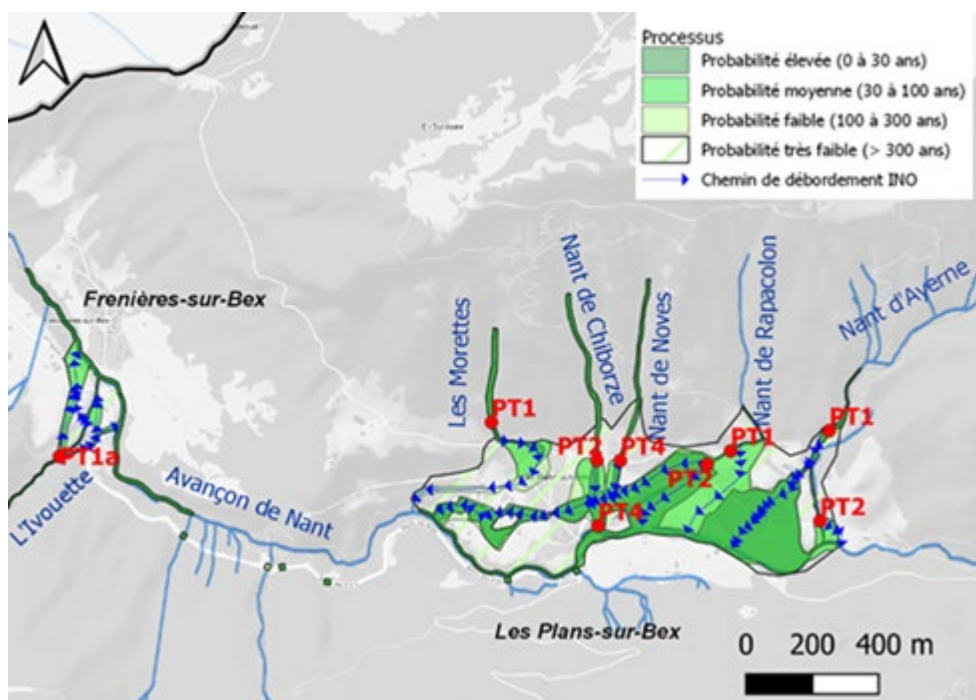 Processus
Probabilité élevée (0 à 30 ans)
Probabilité moyenne (30 à 100 ans)
Probabilité faible (100 à 300 ans)
Probabilité très faible (> 300 ans)
Chemin de débordement INO
Frenières-sur-Bex
Les Morettes
Nant de Chiborze
Nant de Noves
Nant de Rapacolon
Nant d'Ayerne
PT1
PT1
PT1
PT2
PT4
PT2
PT1a
PT4
PT2
L'Ivouette
Avançon de Nant
Les Plans-sur-Bex
0 200 400 m